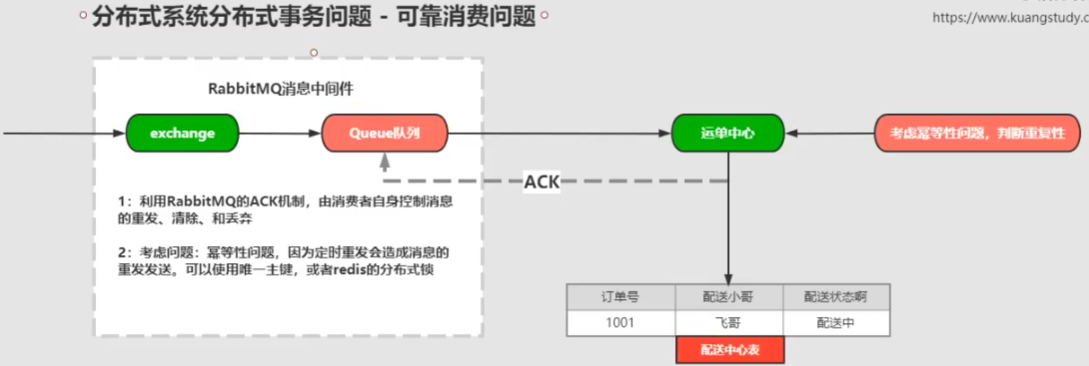 分布式系统分布式事务问题 - 可靠消费问题
https://www.kuangstudy.c
RabbitMQ消息中间件
exchange
Queue队列
运单中心
考虑幂等性问题，判断重复性
ACK
1：利用RabbitMQ的ACK机制，由消费者自身控制消息
的重发、清除、和丢弃
2：考虑问题：幂等性问题，因为定时重发会造成消息的
重发发送。可以使用唯一主键，或者redis的分布式锁
订单号 配送小哥 配送状态啊
1001 飞哥 配送中
配送中心表